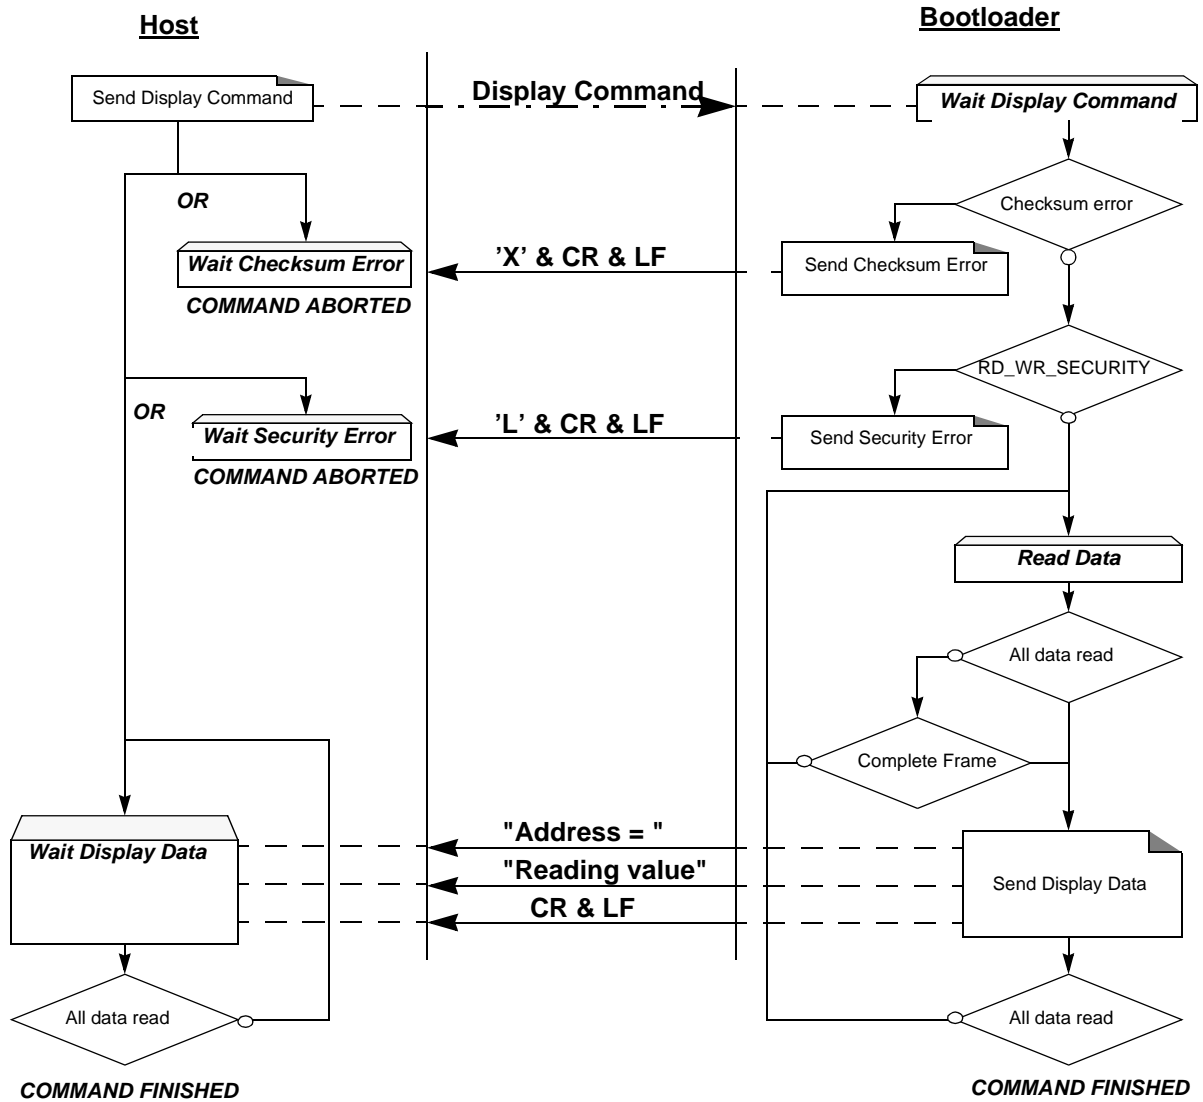 Host
Bootloader
Send Display Command
Display Command
Wait Display Command
OR
Checksum error
Wait Checksum Error
’X’ & CR & LF
Send Checksum Error
COMMAND ABORTED
RD_WR_SECURITY
OR
Wait Security Error
’L’ & CR & LF
Send Security Error
COMMAND ABORTED
Read Data
All data read
Complete Frame
"Address = "
Wait Display Data
"Reading value"
Send Display Data
CR & LF
All data read
All data read
COMMAND FINISHED
COMMAND FINISHED